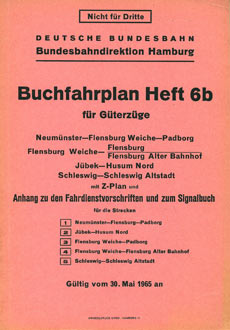 Nicht für Dritte
DEUTSCHE BUNDESBAHN
Bundesbahndirektion Hamburg
Buchfahrplan Heft 6b
für Güterzüge
Neumünster—Flensburg Weiche—Padborg
Flensburg Weiche—Flensburg
Flensburg Alter Bahnhof
Jübek—Husum Nord
Schleswig—Schleswig Altstadt
mit Z-Plan und
Anhang zu den Fahrdienstvorschriften und zum Signalbuch
für die Strecken
1 Neumünster—Flensburg—Padborg
2 Jübek—Husum Nord
3 Flensburg Weiche—Padborg
4 Flensburg Weiche—Flensburg Alter Bahnhof
5 Schleswig—Schleswig Altstadt
Gültig vom 30. Mai 1965 an